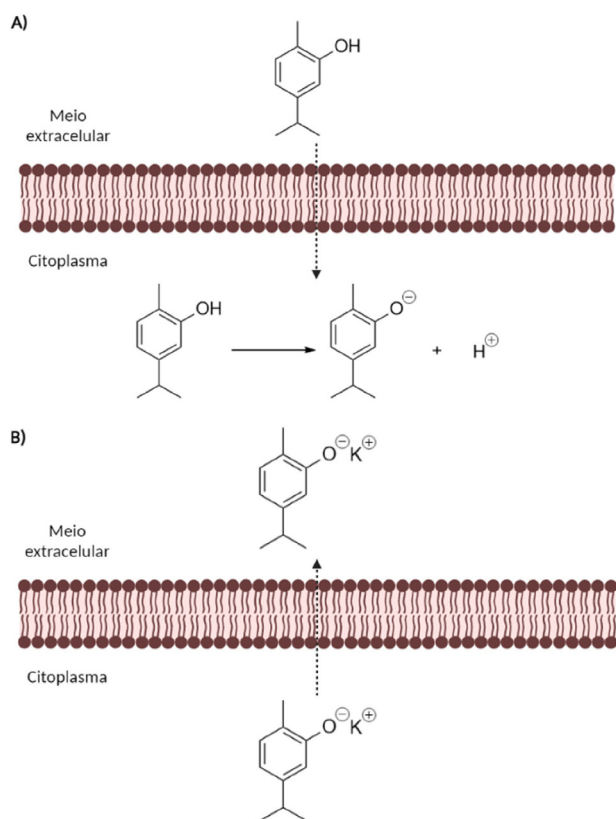 A)
OH
Meio
extracelular
Citoplasma
OH
O⊖
+
H⊕
B)
O⊖K⊕
Meio
extracelular
Citoplasma
O⊖K⊕